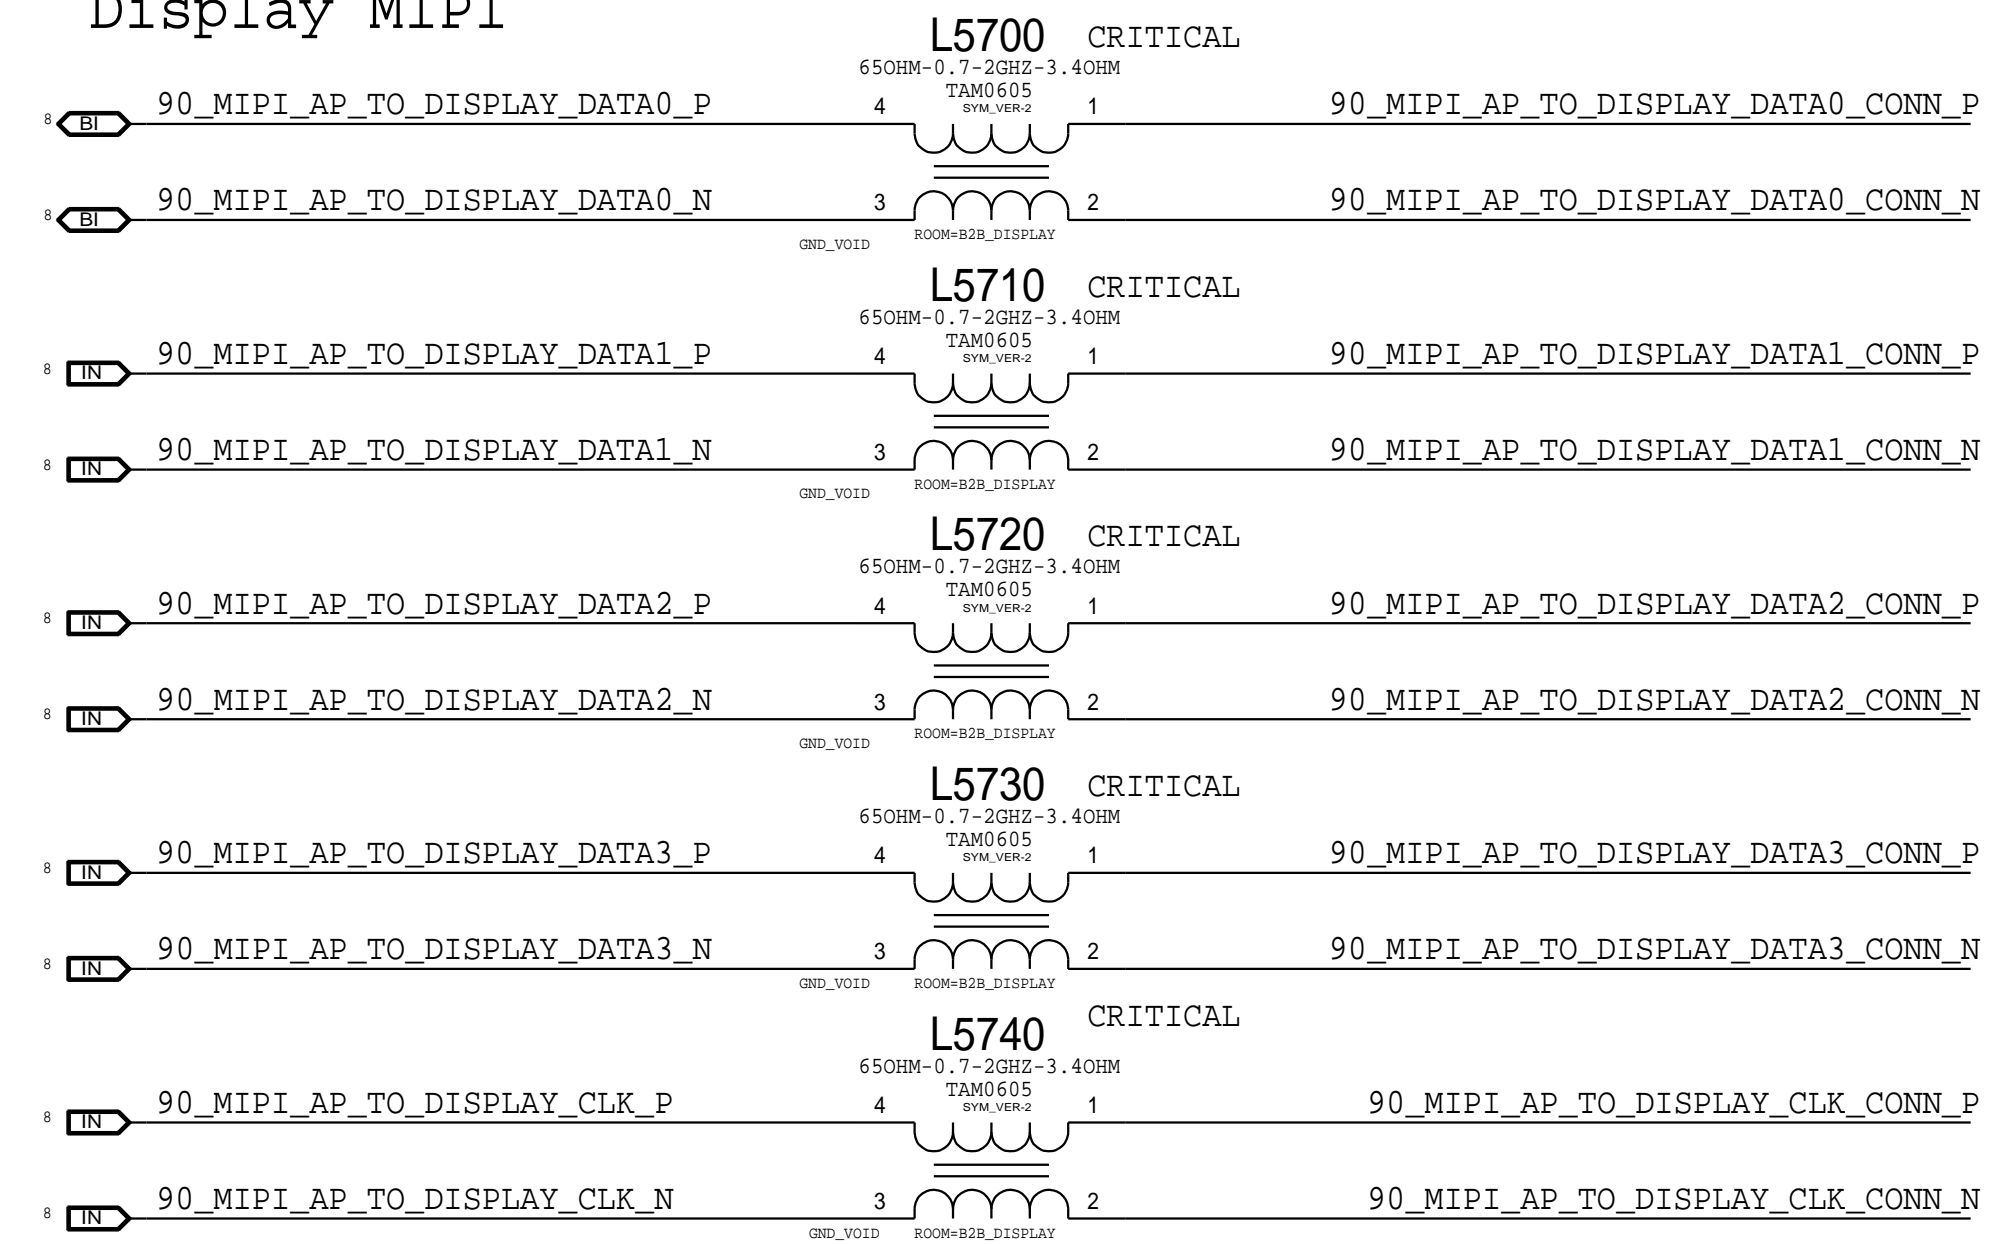 Display MIPI
L5700 CRITICAL
65OHM-0.7-2GHZ-3.4OHM
TAM0605
8 BI 90_MIPI_AP_TO_DISPLAY_DATA0_P 4 SYM_VER-2 1 90_MIPI_AP_TO_DISPLAY_DATA0_CONN_P
8 BI 90_MIPI_AP_TO_DISPLAY_DATA0_N 3 2 90_MIPI_AP_TO_DISPLAY_DATA0_CONN_N
GND_VOID ROOM=B2B_DISPLAY
L5710 CRITICAL
65OHM-0.7-2GHZ-3.4OHM
TAM0605
8 IN 90_MIPI_AP_TO_DISPLAY_DATA1_P 4 SYM_VER-2 1 90_MIPI_AP_TO_DISPLAY_DATA1_CONN_P
8 IN 90_MIPI_AP_TO_DISPLAY_DATA1_N 3 2 90_MIPI_AP_TO_DISPLAY_DATA1_CONN_N
GND_VOID ROOM=B2B_DISPLAY
L5720 CRITICAL
65OHM-0.7-2GHZ-3.4OHM
TAM0605
8 IN 90_MIPI_AP_TO_DISPLAY_DATA2_P 4 SYM_VER-2 1 90_MIPI_AP_TO_DISPLAY_DATA2_CONN_P
8 IN 90_MIPI_AP_TO_DISPLAY_DATA2_N 3 2 90_MIPI_AP_TO_DISPLAY_DATA2_CONN_N
GND_VOID ROOM=B2B_DISPLAY
L5730 CRITICAL
65OHM-0.7-2GHZ-3.4OHM
TAM0605
8 IN 90_MIPI_AP_TO_DISPLAY_DATA3_P 4 SYM_VER-2 1 90_MIPI_AP_TO_DISPLAY_DATA3_CONN_P
8 IN 90_MIPI_AP_TO_DISPLAY_DATA3_N 3 2 90_MIPI_AP_TO_DISPLAY_DATA3_CONN_N
GND_VOID ROOM=B2B_DISPLAY
L5740 CRITICAL
65OHM-0.7-2GHZ-3.4OHM
TAM0605
8 IN 90_MIPI_AP_TO_DISPLAY_CLK_P 4 SYM_VER-2 1 90_MIPI_AP_TO_DISPLAY_CLK_CONN_P
8 IN 90_MIPI_AP_TO_DISPLAY_CLK_N 3 2 90_MIPI_AP_TO_DISPLAY_CLK_CONN_N
GND_VOID ROOM=B2B_DISPLAY